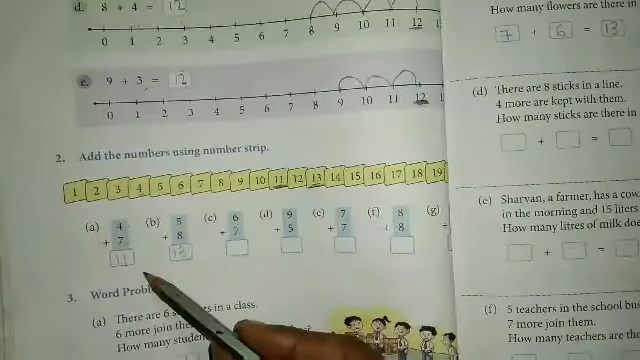 d. 8 + 4 = 12
0 1 2 3 4 5 6 7 8 9 10 11 12
e. 9 + 3 = 12
0 1 2 3 4 5 6 7 8 9 10 11 12
2. Add the numbers using number strip.
1 2 3 4 5 6 7 8 9 10 11 12 13 14 15 16 17 18 19
(a) 4 (b) 5 (c) 6 (d) 9 (e) 7 (f) 8 (g)
+ 7 + 8 + 7 + 5 + 7 + 8 +
11 13
3. Word
(a) There are 6 in a class.
6 more join
How many
How many flowers are there in
7 + 6 = 13
(d) There are 8 sticks in a line.
4 more are kept with them.
How many sticks are there in
+ =
(e) Sharvan, a farmer, has a cow
in the morning and 15 liters
How many litres of milk doe
+ =
(f) 5 teachers in the school bus
7 more join them.
How many teachers are